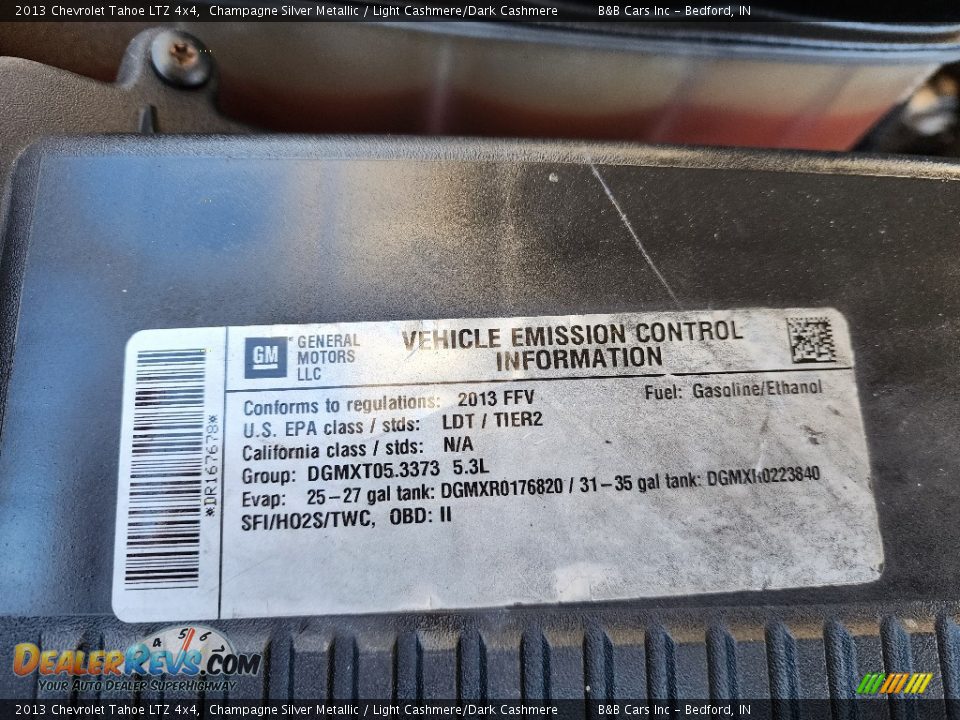 2013 Chevrolet Tahoe LTZ 4x4, Champagne Silver Metallic / Light Cashmere/Dark Cashmere B&B Cars Inc - Bedford, IN
GM GENERAL MOTORS LLC
VEHICLE EMISSION CONTROL
INFORMATION
Conforms to regulations: 2013 FFV
Fuel: Gasoline/Ethanol
U.S. EPA class / stds: LDT / TIER2
California class / stds: N/A
Group: DGMXT05.3373 5.3L
Evap: 25-27 gal tank: DGMXR0176820 / 31-35 gal tank: DGMXR0223840
SFI/HO2S/TWC, OBD: II
*DR167678*
4 5 6
DealerRevs.com
Your Auto Dealer SuperHighway
2013 Chevrolet Tahoe LTZ 4x4, Champagne Silver Metallic / Light Cashmere/Dark Cashmere B&B Cars Inc - Bedford, IN